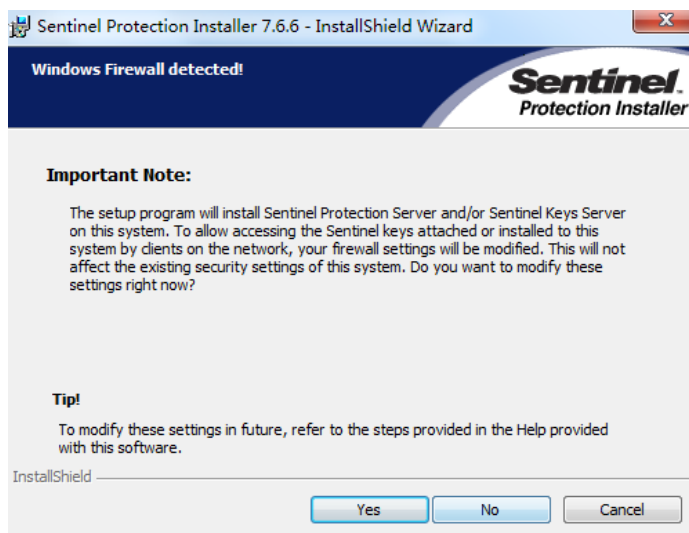 Sentinel Protection Installer 7.6.6 - InstallShield Wizard
Windows Firewall detected!
Sentinel.
Protection Installer
Important Note:
The setup program will install Sentinel Protection Server and/or Sentinel Keys Server
on this system. To allow accessing the Sentinel keys attached or installed to this
system by clients on the network, your firewall settings will be modified. This will not
affect the existing security settings of this system. Do you want to modify these
settings right now?
Tip!
To modify these settings in future, refer to the steps provided in the Help provided
with this software.
InstallShield
Yes
No
Cancel